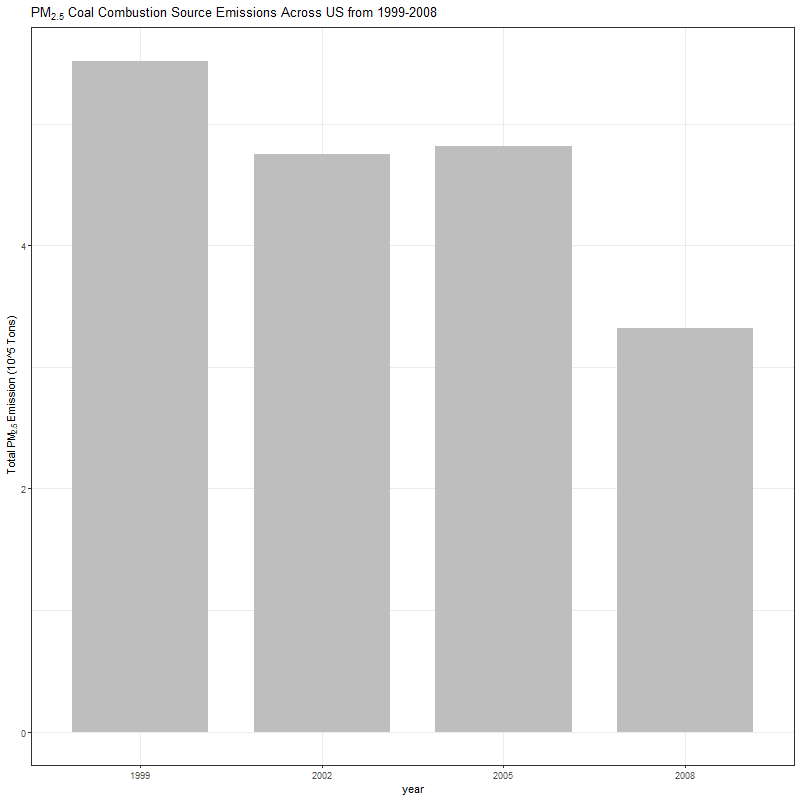 PM2.5 Coal Combustion Source Emissions Across US from 1999-2008
Total PM2.5 Emission (10^5 Tons)
4
2
0
1999 2002 2005 2008
year